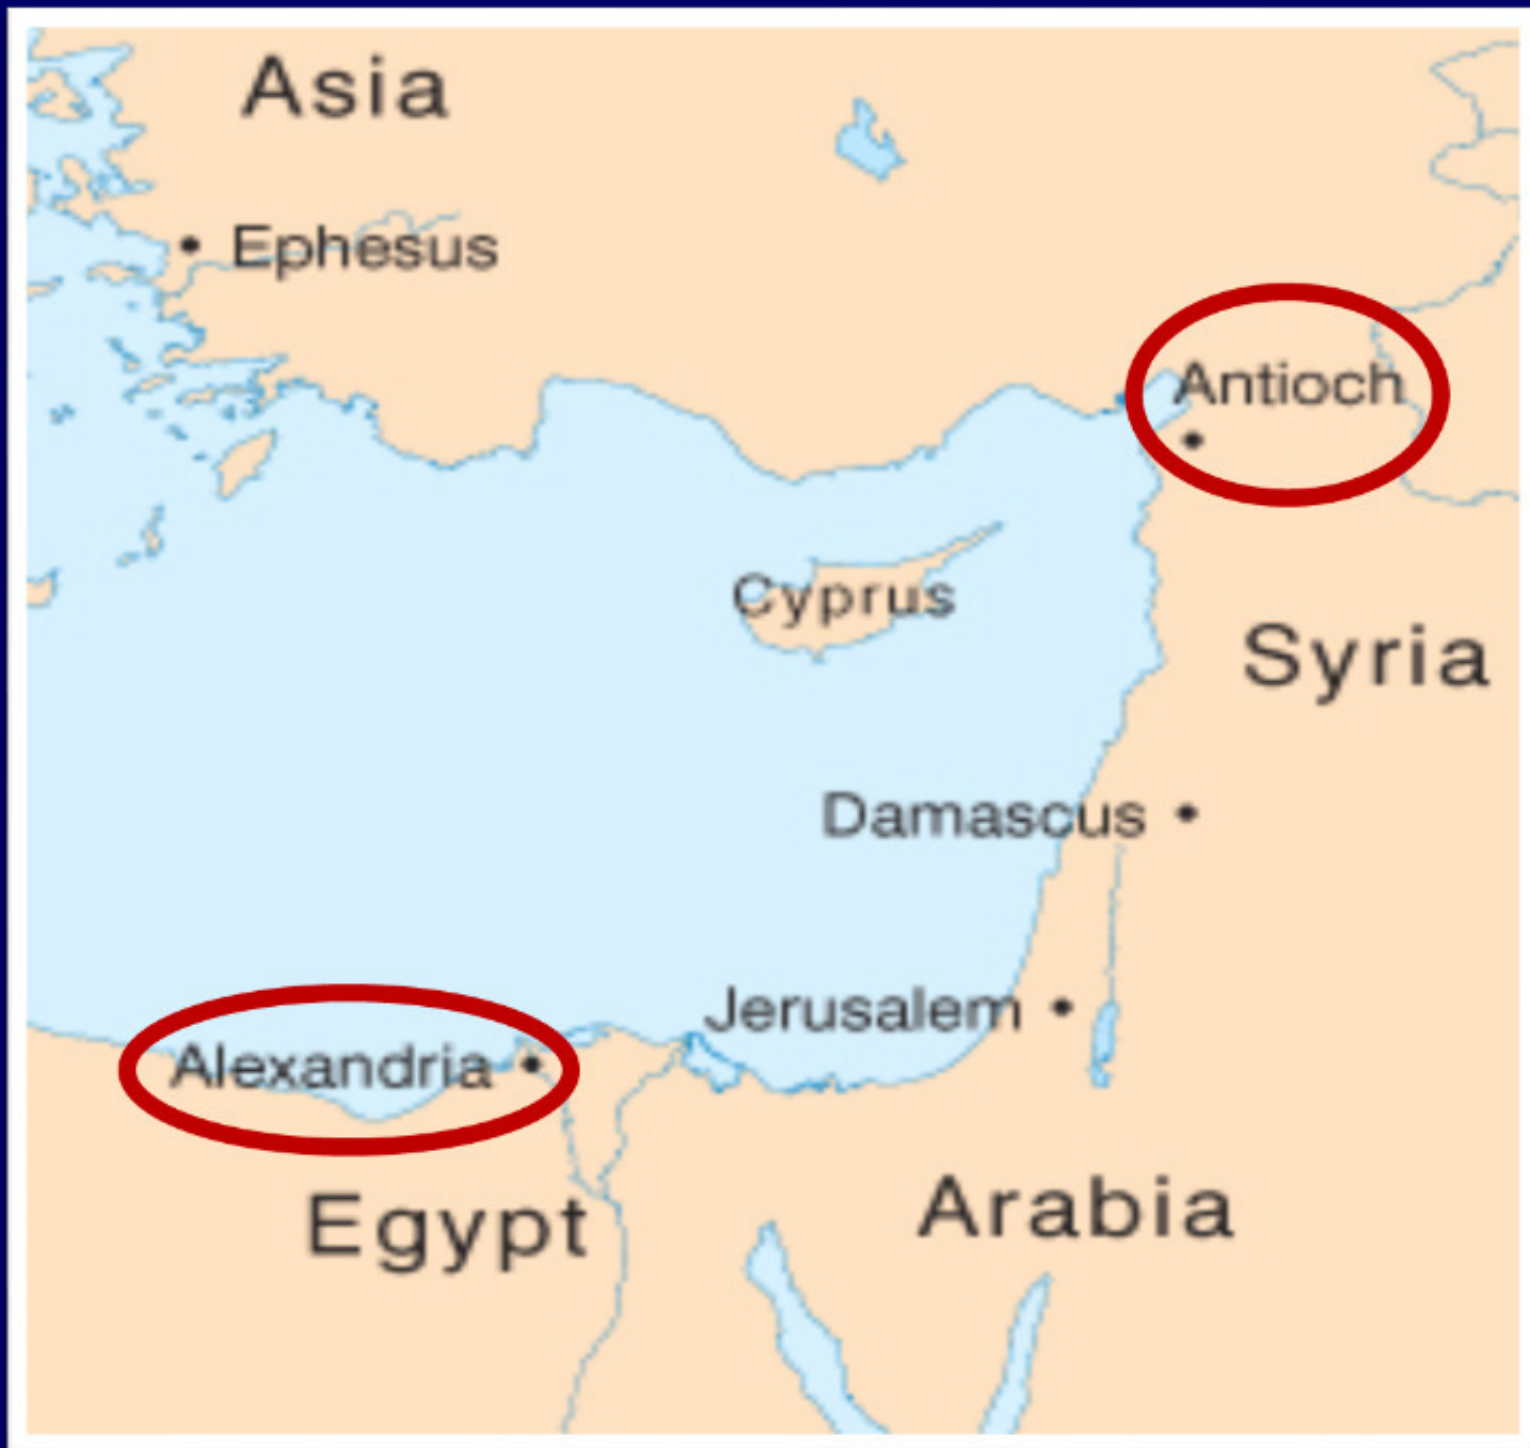 Asia
Ephesus
Antioch
Cyprus
Syria
Damascus
Jerusalem
Alexandria
Egypt
Arabia